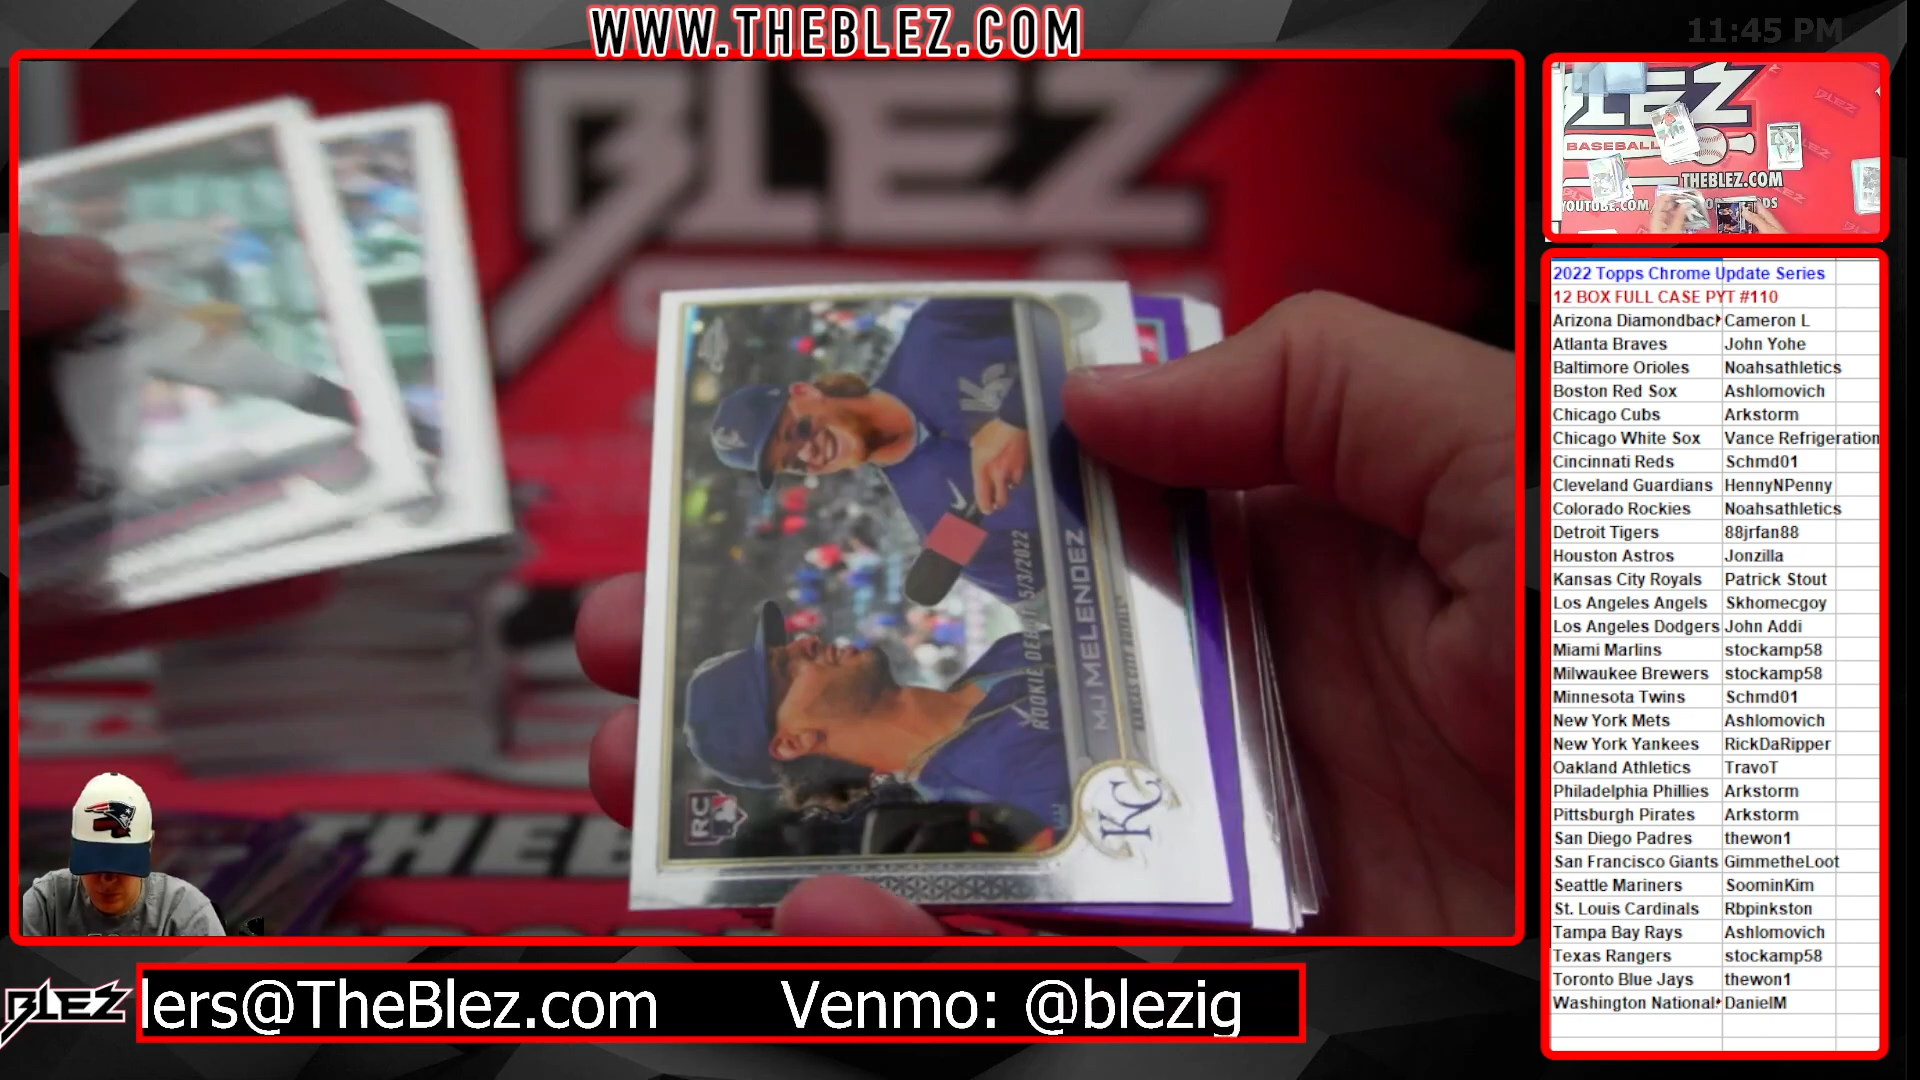 WWW.THEBLEZ.COM
11:45 PM
BLEZ
BLEZ
BASEBALL
THEBLEZ.COM
YOUTUBE.COM
ROOKIE DEBUT 5/3/2022
MJ MELENDEZ
RC
KC
THE
2022 Topps Chrome Update Series
12 BOX FULL CASE PYT #110
Arizona Diamondbac Cameron L
Atlanta Braves John Yohe
Baltimore Orioles Noahsathletics
Boston Red Sox Ashlomovich
Chicago Cubs Arkstorm
Chicago White Sox Vance Refrigeration
Cincinnati Reds Schmd01
Cleveland Guardians HennyNPenny
Colorado Rockies Noahsathletics
Detroit Tigers 88jrfan88
Houston Astros Jonzilla
Kansas City Royals Patrick Stout
Los Angeles Angels Skhomecgoy
Los Angeles Dodgers John Addi
Miami Marlins stockamp58
Milwaukee Brewers stockamp58
Minnesota Twins Schmd01
New York Mets Ashlomovich
New York Yankees RickDaRipper
Oakland Athletics TravoT
Philadelphia Phillies Arkstorm
Pittsburgh Pirates Arkstorm
San Diego Padres thewon1
San Francisco Giants GimmetheLoot
Seattle Mariners SoominKim
St. Louis Cardinals Rbpinkston
Tampa Bay Rays Ashlomovich
Texas Rangers stockamp58
Toronto Blue Jays thewon1
Washington National DanielM
BLEZ
lers@TheBlez.com Venmo: @blezig